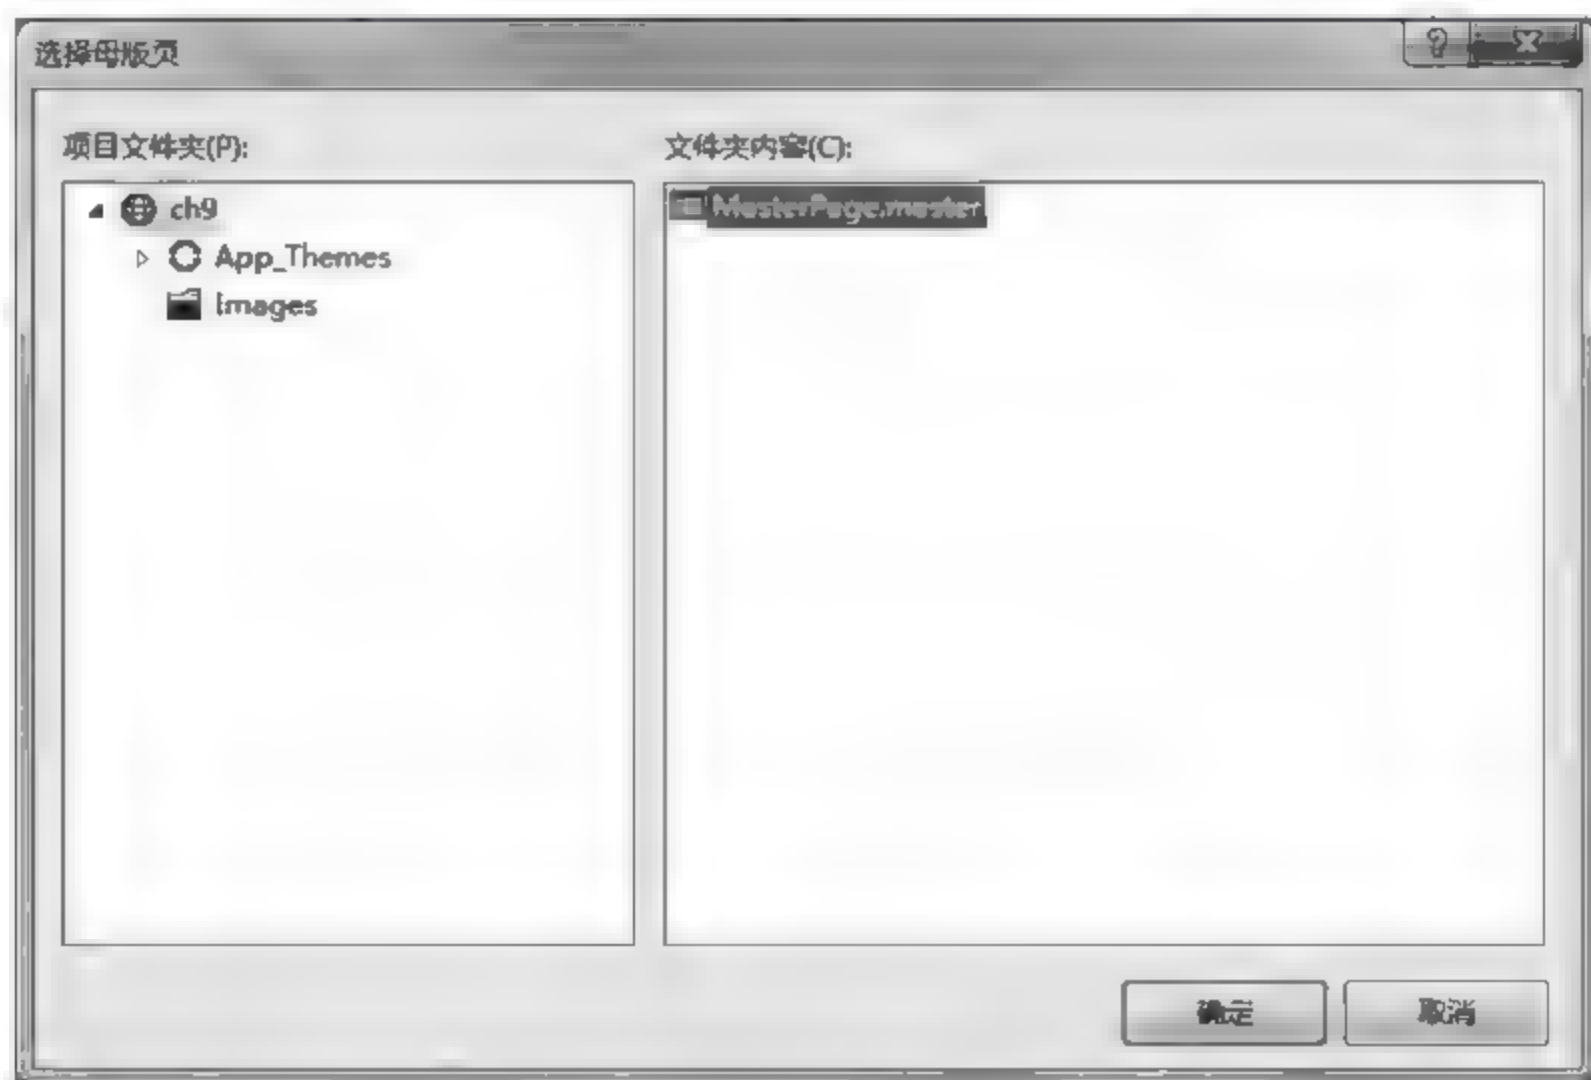 选择母版页
项目文件夹(P):
文件夹内容(C):
ch9
App_Themes
Images
MasterPage.master
确定
取消